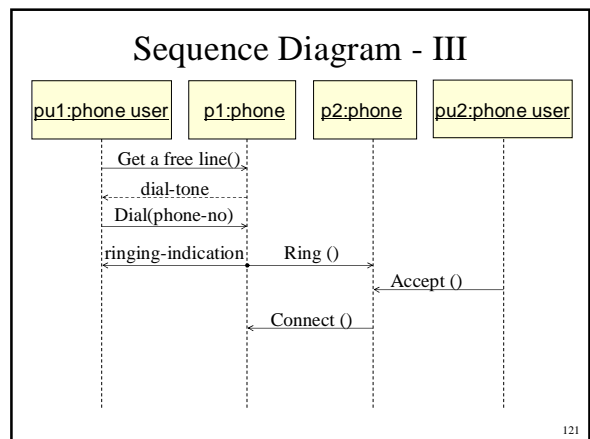 Sequence Diagram - III
pu1:phone user
p1:phone
p2:phone
pu2:phone user
Get a free line()
dial-tone
Dial(phone-no)
ringing-indication
Ring ()
Accept ()
Connect ()
121